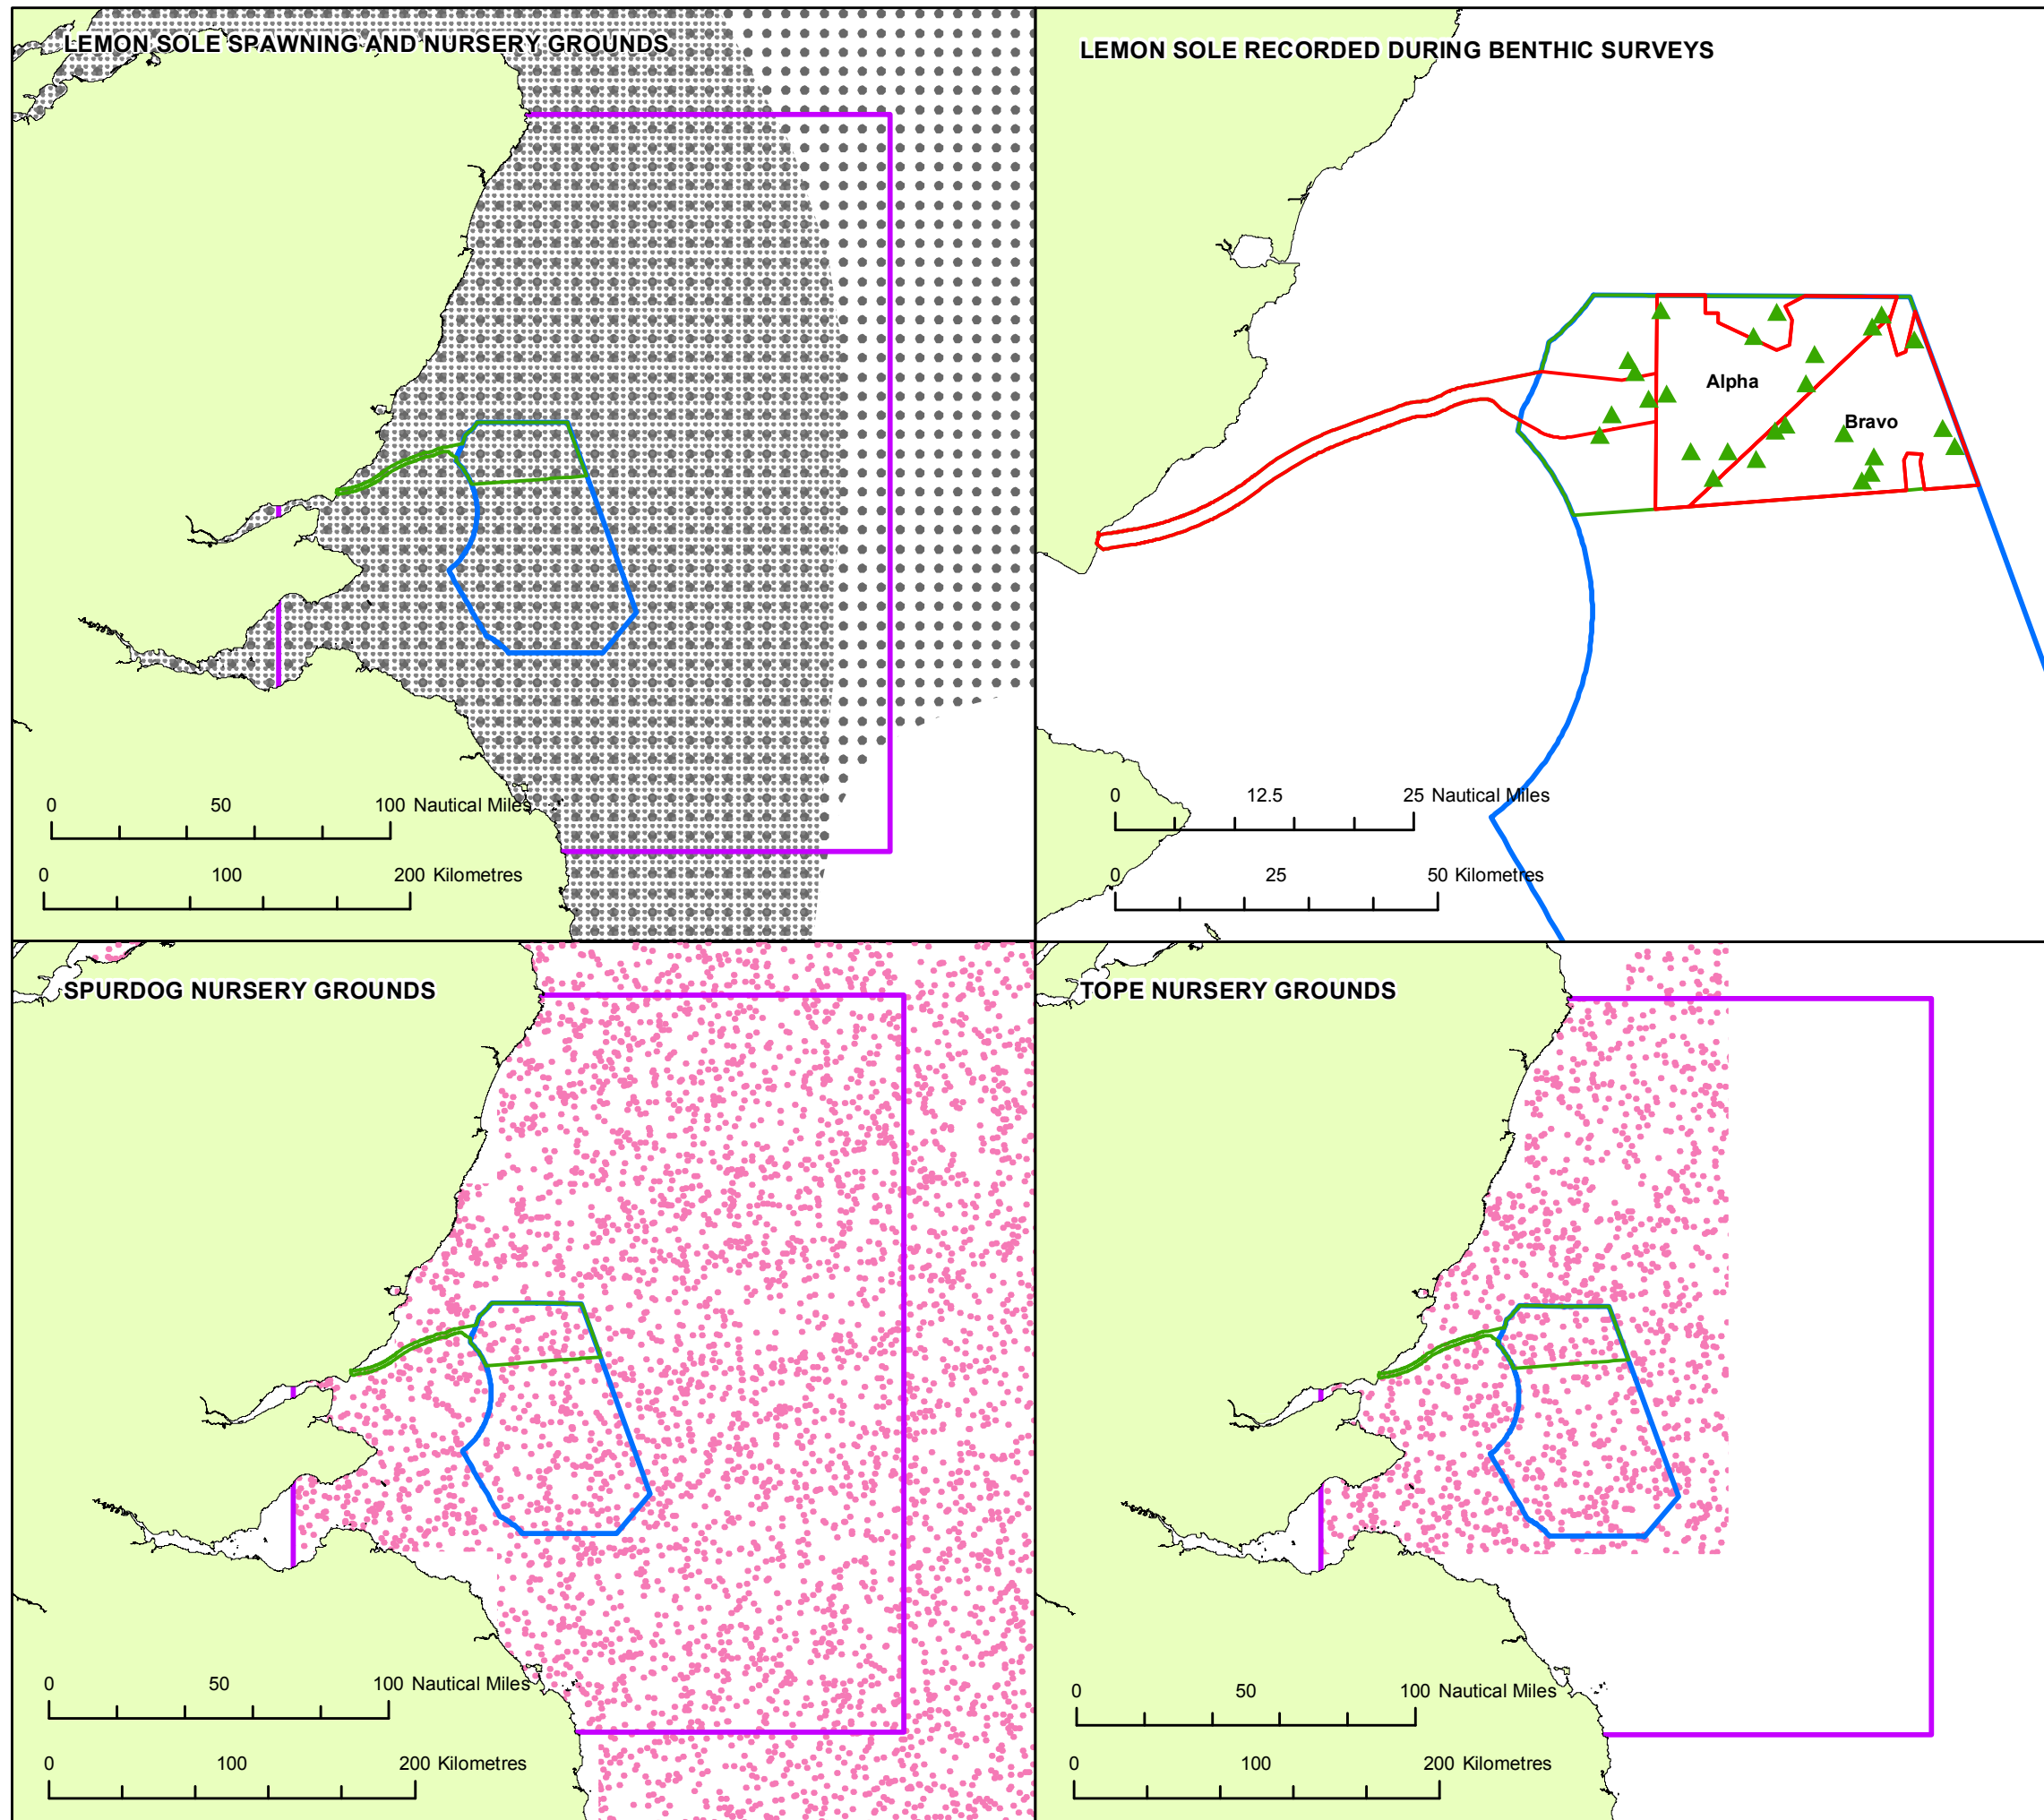 LEMON SOLE SPAWNING AND NURSERY GROUNDS
0 50 100 Nautical Miles
0 100 200 Kilometres
LEMON SOLE RECORDED DURING BENTHIC SURVEYS
Alpha
Bravo
0 12.5 25 Nautical Miles
0 25 50 Kilometres
SPURDOG NURSERY GROUNDS
0 50 100 Nautical Miles
0 100 200 Kilometres
TOPE NURSERY GROUNDS
0 50 100 Nautical Miles
0 100 200 Kilometres